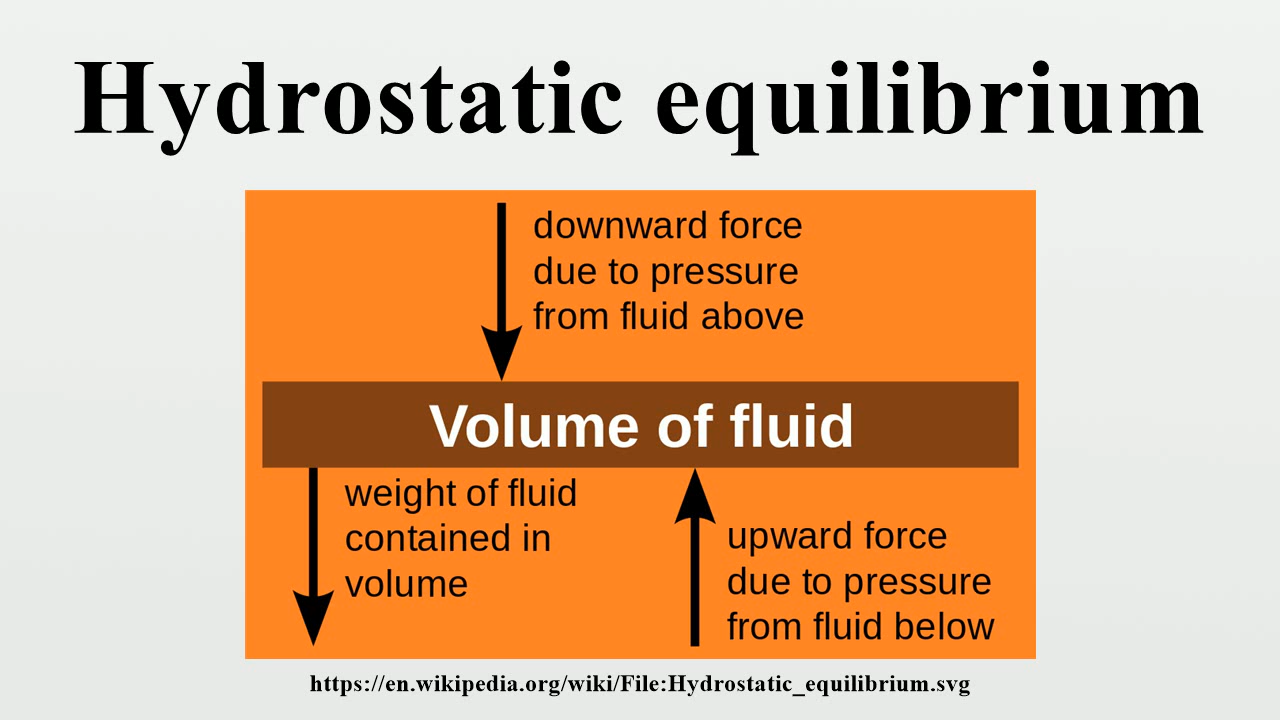 Hydrostatic equilibrium
downward force
due to pressure
from fluid above
Volume of fluid
weight of fluid
contained in
volume
upward force
due to pressure
from fluid below
https://en.wikipedia.org/wiki/File:Hydrostatic_equilibrium.svg